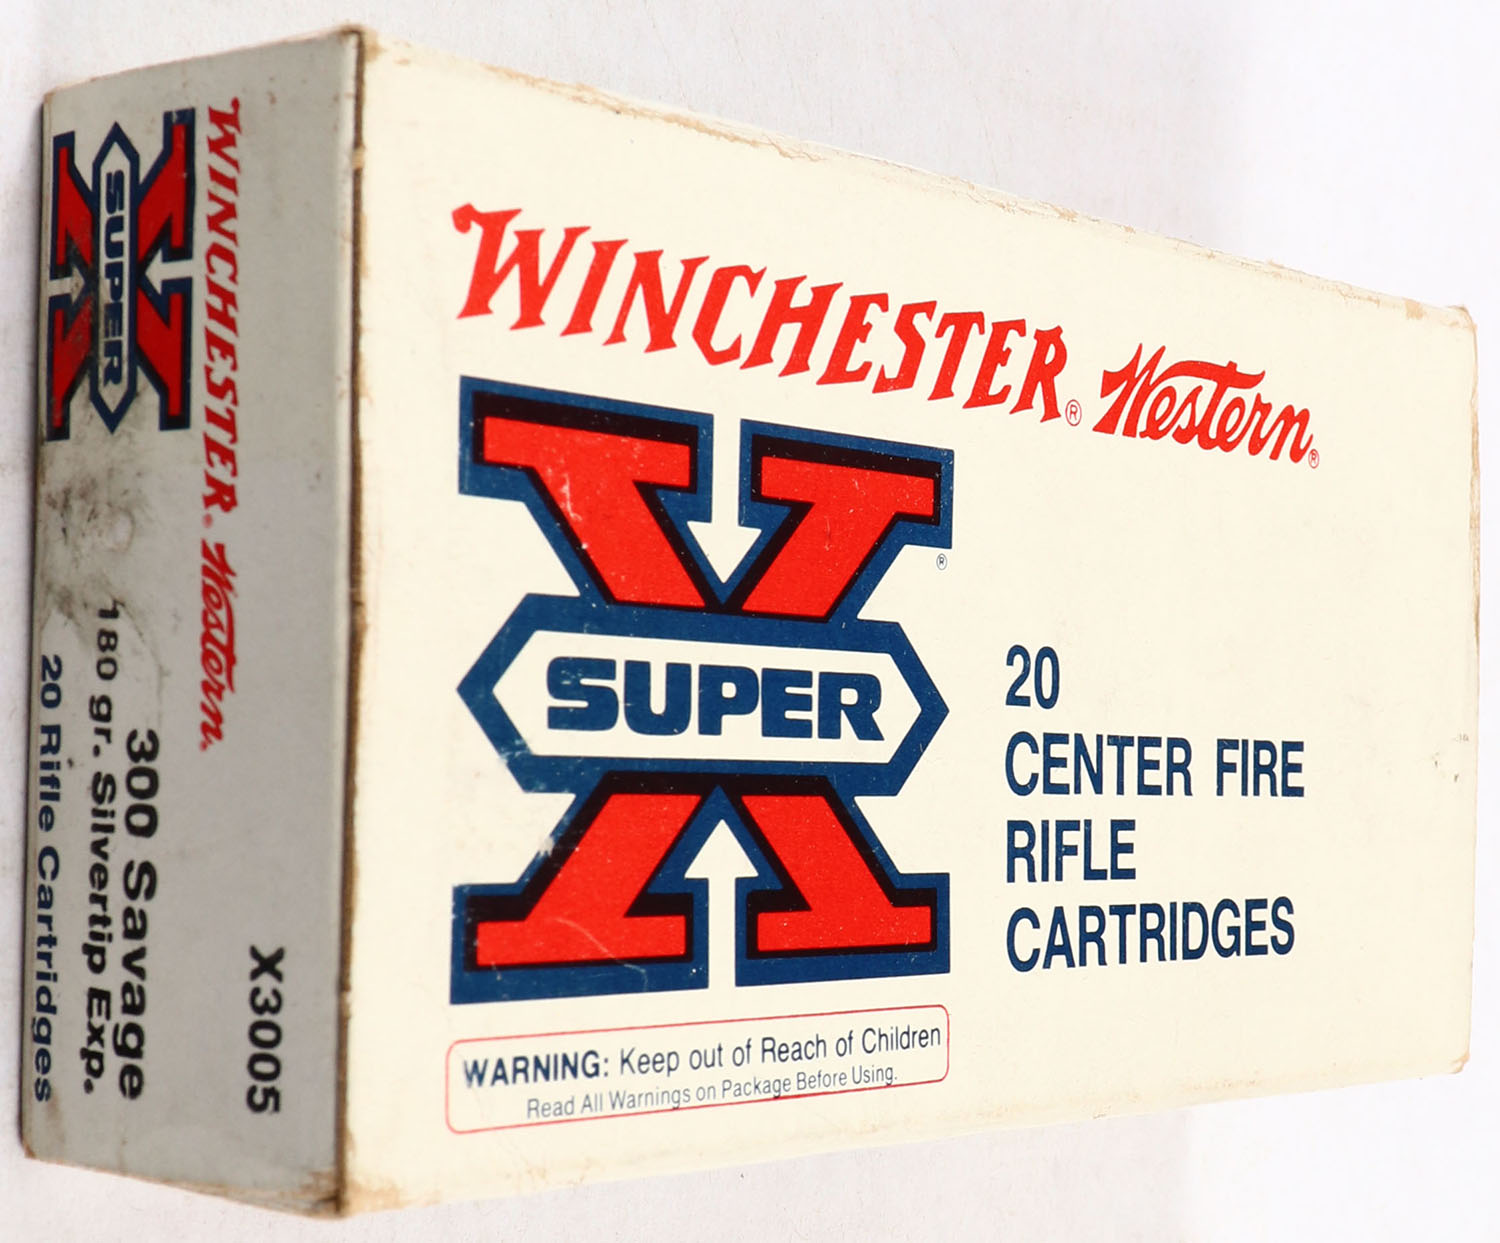 WINCHESTER® Western®
SUPER X®
20
CENTER FIRE
RIFLE
CARTRIDGES
WARNING: Keep out of Reach of Children
Read All Warnings on Package Before Using.
WINCHESTER® Western®
SUPER X
X3005
300 Savage
180 gr. Silvertip Exp.
20 Rifle Cartridges